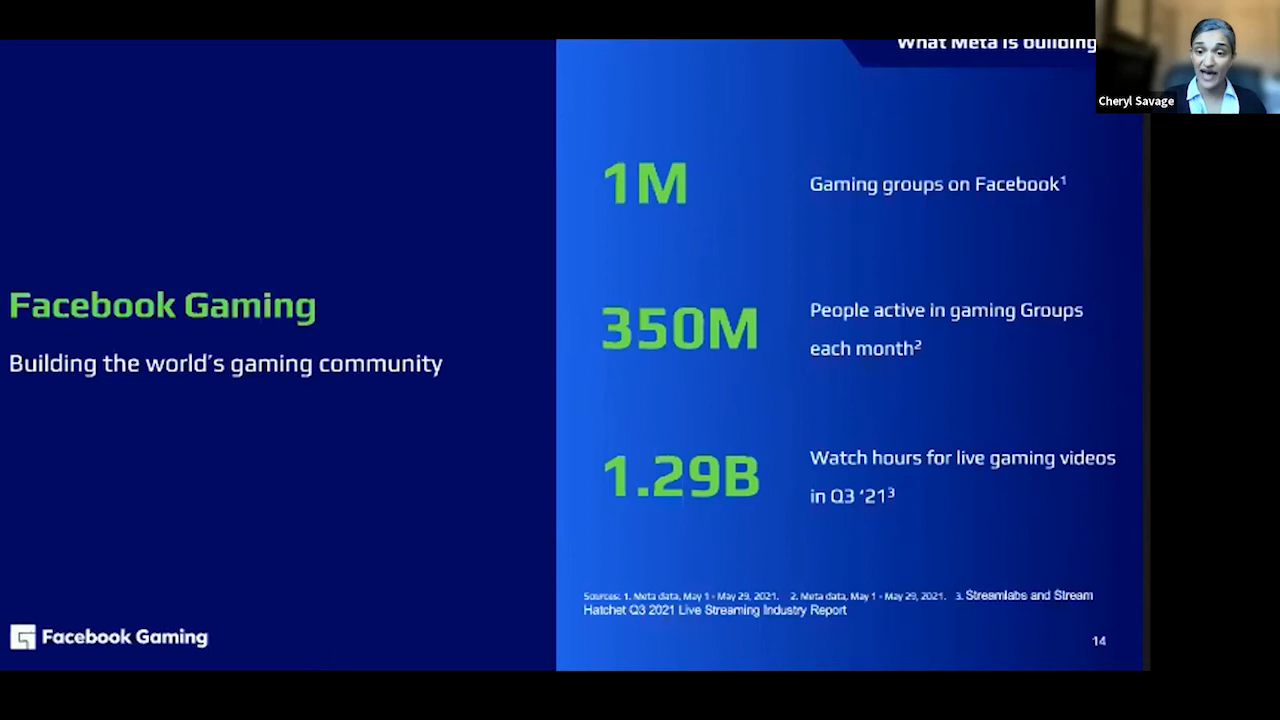 What Meta is building
Cheryl Savage
1M
Gaming groups on Facebook¹
Facebook Gaming
Building the world's gaming community
350M
People active in gaming Groups
each month²
1.29B
Watch hours for live gaming videos
in Q3 ‘21³
Sources: 1. Meta data, May 1 - May 29, 2021. 2. Meta data, May 1 - May 29, 2021. 3. Streamlabs and Stream
Hatchet Q3 2021 Live Streaming Industry Report
Facebook Gaming
14